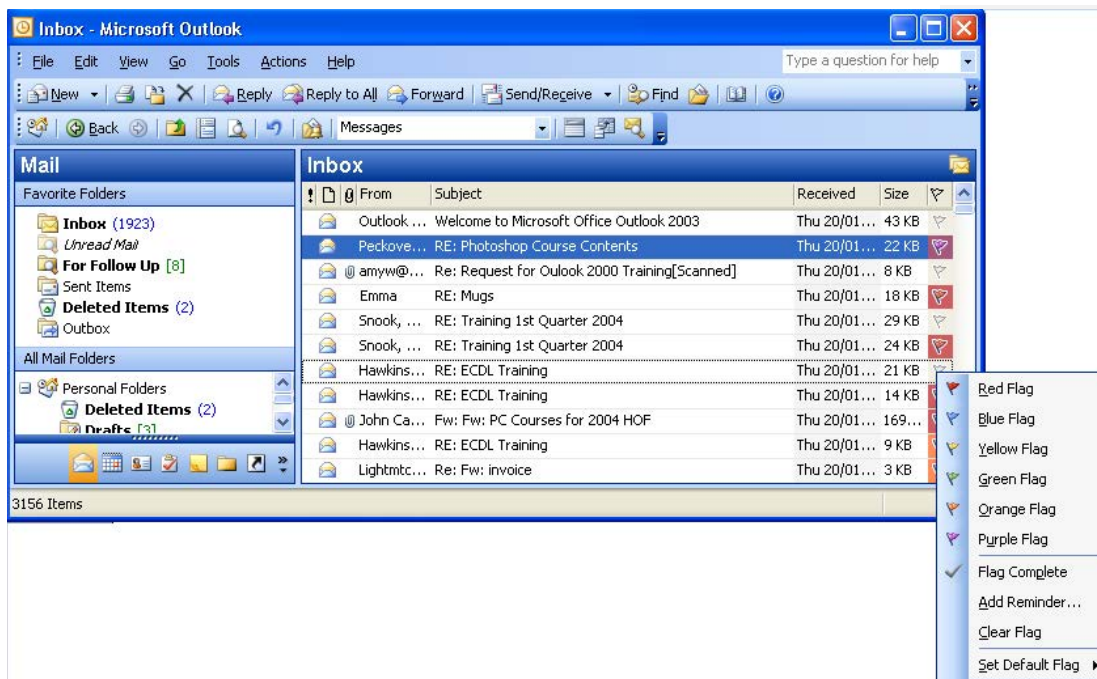 Inbox - Microsoft Outlook
File Edit View Go Tools Actions Help Type a question for help
New Reply Reply to All Forward Send/Receive Find
Back Messages
Mail
Favorite Folders
Inbox (1923)
Unread Mail
For Follow Up [8]
Sent Items
Deleted Items (2)
Outbox
All Mail Folders
Personal Folders
Deleted Items (2)
Drafts [3]
Inbox
! From Subject Received Size
Outlook ... Welcome to Microsoft Office Outlook 2003 Thu 20/01... 43 KB
Peckove... RE: Photoshop Course Contents Thu 20/01... 22 KB
amyw@... Re: Request for Oulook 2000 Training[Scanned] Thu 20/01... 8 KB
Emma RE: Mugs Thu 20/01... 18 KB
Snook, ... RE: Training 1st Quarter 2004 Thu 20/01... 29 KB
Snook, ... RE: Training 1st Quarter 2004 Thu 20/01... 24 KB
Hawkins... RE: ECDL Training Thu 20/01... 21 KB
Hawkins... RE: ECDL Training Thu 20/01... 14 KB
John Ca... Fw: Fw: PC Courses for 2004 HOF Thu 20/01... 169...
Hawkins... RE: ECDL Training Thu 20/01... 9 KB
Lightmtc... Re: Fw: invoice Thu 20/01... 3 KB
3156 Items
Red Flag
Blue Flag
Yellow Flag
Green Flag
Orange Flag
Purple Flag
Flag Complete
Add Reminder...
Clear Flag
Set Default Flag